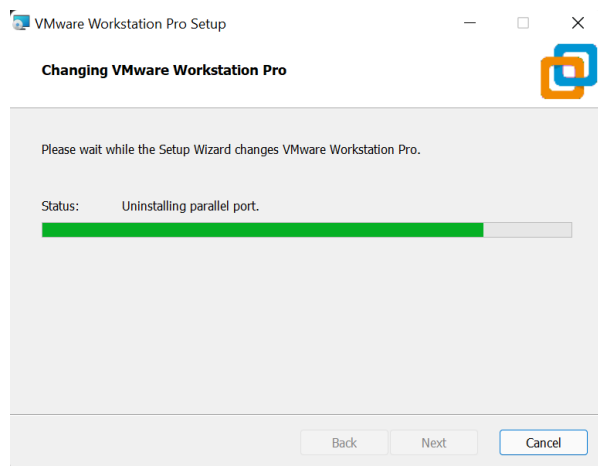 VMware Workstation Pro Setup
Changing VMware Workstation Pro
Please wait while the Setup Wizard changes VMware Workstation Pro.
Status: Uninstalling parallel port.
Back Next Cancel